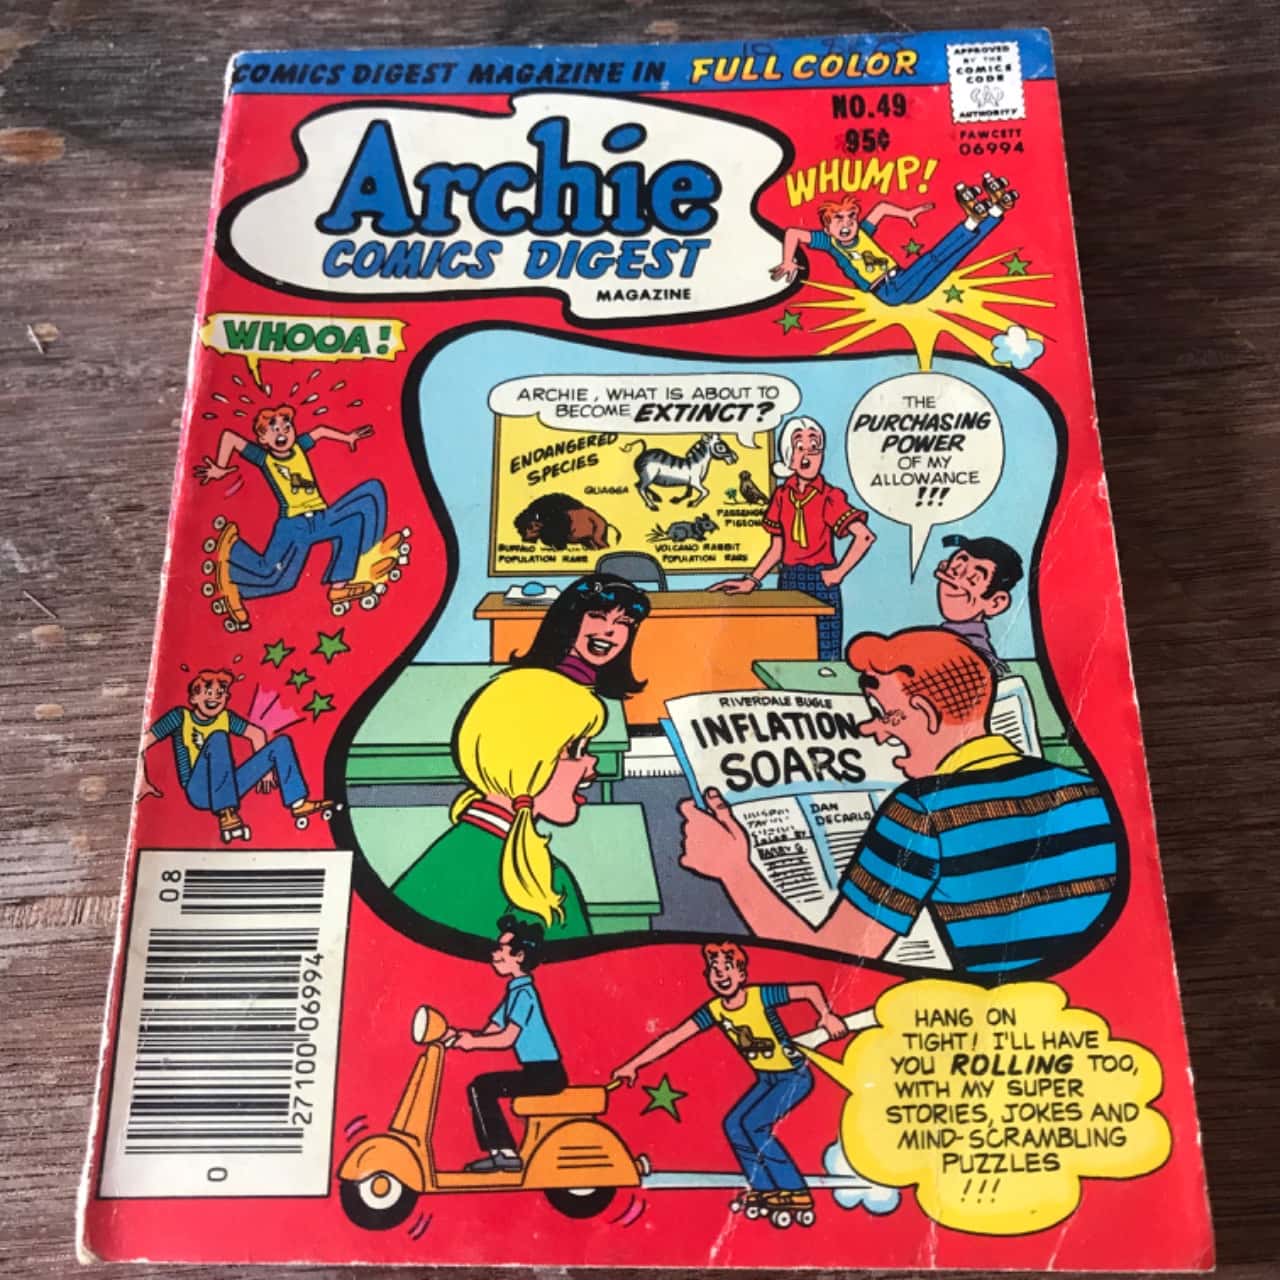 COMICS DIGEST MAGAZINE IN FULL COLOR
APPROVED
BY THE
COMICS
CODE
AUTHORITY
NO.49
95¢
FAWCETT
06994
Archie
COMICS DIGEST
MAGAZINE
WHUMP!
WHOOA!
ARCHIE, WHAT IS ABOUT TO
BECOME EXTINCT?
THE
PURCHASING
POWER
OF MY
ALLOWANCE
!!!
ENDANGERED
SPECIES
QUAGGA
PASSENGER
PIGEON
BUFFALO
POPULATION RARE
VOLCANO RABBIT
POPULATION RARE
RIVERDALE BUGLE
INFLATION
SOARS
DAN
DECARLO
08
27100 06994
0
HANG ON
TIGHT! I'LL HAVE
YOU ROLLING TOO,
WITH MY SUPER
STORIES, JOKES AND
MIND-SCRAMBLING
PUZZLES
!!!